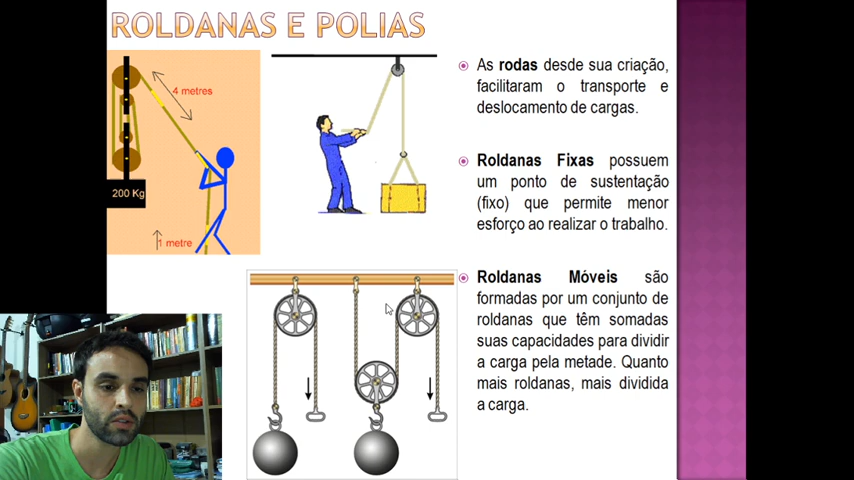 ROLDANAS E POLIAS
4 metres
200 Kg
1 metre
As rodas desde sua criação,
facilitaram o transporte e
deslocamento de cargas.
Roldanas Fixas possuem
um ponto de sustentação
(fixo) que permite menor
esforço ao realizar o trabalho.
Roldanas Móveis são
formadas por um conjunto de
roldanas que têm somadas
suas capacidades para dividir
a carga pela metade. Quanto
mais roldanas, mais dividida
a carga.